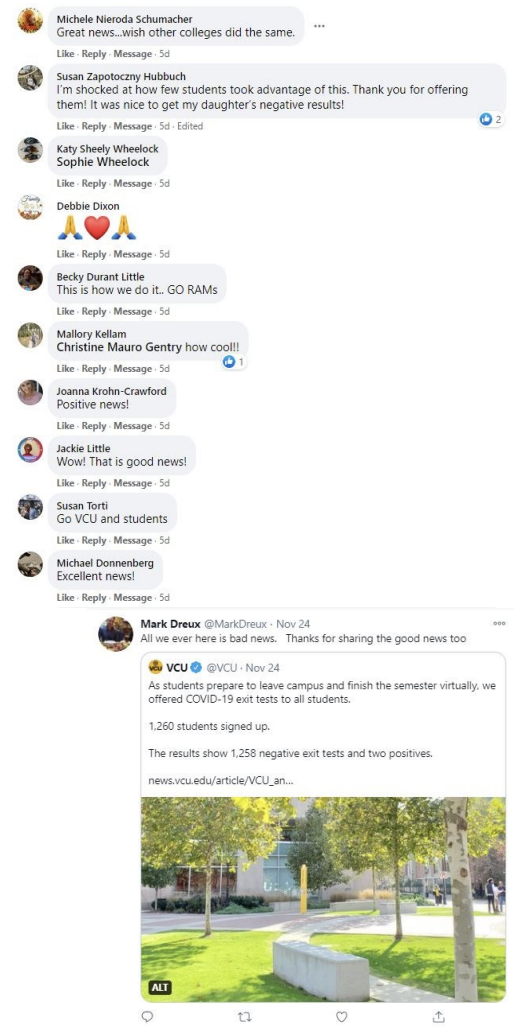 Michele Nieroda Schumacher
Great news...wish other colleges did the same.
Like · Reply · Message · 5d
Susan Zapotoczny Hubbuch
I'm shocked at how few students took advantage of this. Thank you for offering
them! It was nice to get my daughter's negative results!
2
Like · Reply · Message · 5d · Edited
Katy Sheely Wheelock
Sophie Wheelock
Like · Reply · Message · 5d
Debbie Dixon
🙏❤️🙏
Like · Reply · Message · 5d
Becky Durant Little
This is how we do it.. GO RAMs
Like · Reply · Message · 5d
Mallory Kellam
Christine Mauro Gentry how cool!!
1
Like · Reply · Message · 5d
Joanna Krohn-Crawford
Positive news!
Like · Reply · Message · 5d
Jackie Little
Wow! That is good news!
Like · Reply · Message · 5d
Susan Torti
Go VCU and students
Like · Reply · Message · 5d
Michael Donnenberg
Excellent news!
Like · Reply · Message · 5d
Mark Dreux @MarkDreux · Nov 24
All we ever here is bad news. Thanks for sharing the good news too
VCU @VCU · Nov 24
As students prepare to leave campus and finish the semester virtually, we
offered COVID-19 exit tests to all students.
1,260 students signed up.
The results show 1,258 negative exit tests and two positives.
news.vcu.edu/article/VCU_an...
ALT